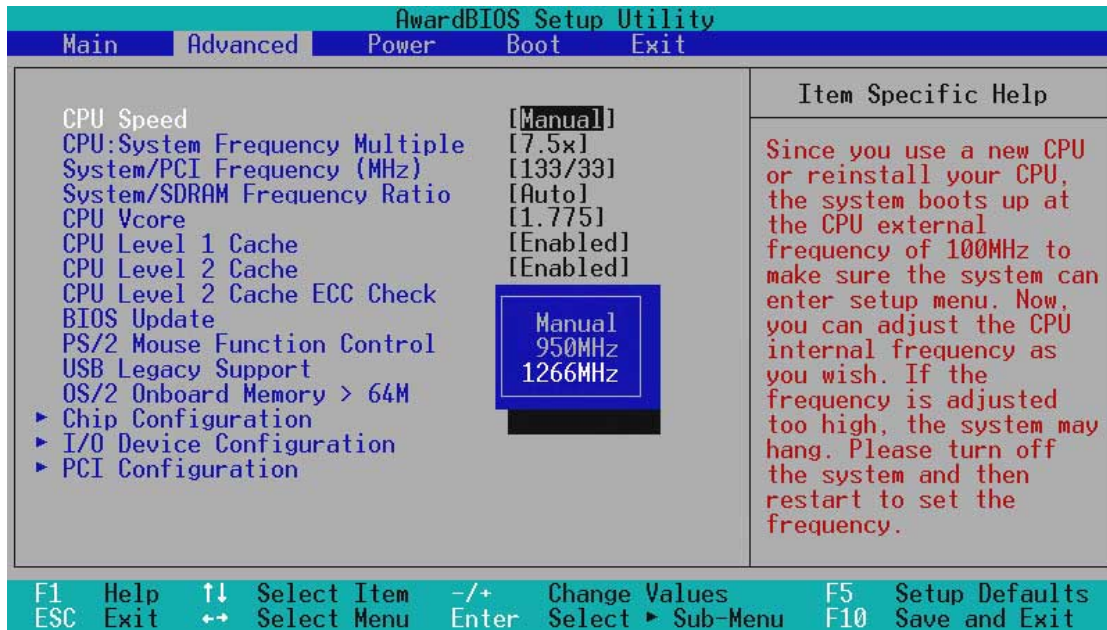 AwardBIOS Setup Utility
Main Advanced Power Boot Exit
CPU Speed [Manual]
CPU:System Frequency Multiple [7.5x]
System/PCI Frequency (MHz) [133/33]
System/SDRAM Frequency Ratio [Auto]
CPU Vcore [1.775]
CPU Level 1 Cache [Enabled]
CPU Level 2 Cache [Enabled]
CPU Level 2 Cache ECC Check
BIOS Update
PS/2 Mouse Function Control
USB Legacy Support
OS/2 Onboard Memory > 64M
► Chip Configuration
► I/O Device Configuration
► PCI Configuration
Manual
950MHz
1266MHz
Item Specific Help
Since you use a new CPU
or reinstall your CPU,
the system boots up at
the CPU external
frequency of 100MHz to
make sure the system can
enter setup menu. Now,
you can adjust the CPU
internal frequency as
you wish. If the
frequency is adjusted
too high, the system may
hang. Please turn off
the system and then
restart to set the
frequency.
F1 Help ↑↓ Select Item -/+ Change Values F5 Setup Defaults
ESC Exit ←→ Select Menu Enter Select ► Sub-Menu F10 Save and Exit